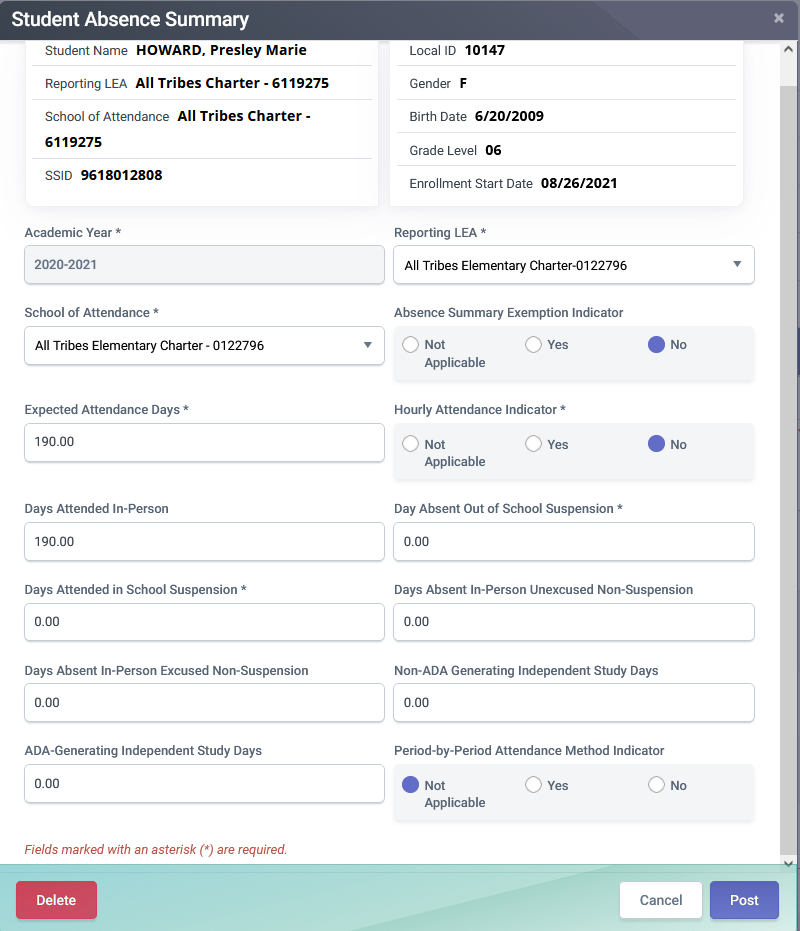 Student Absence Summary
Student Name HOWARD, Presley Marie
Reporting LEA All Tribes Charter - 6119275
School of Attendance All Tribes Charter -
6119275
SSID 9618012808
Local ID 10147
Gender F
Birth Date 6/20/2009
Grade Level 06
Enrollment Start Date 08/26/2021
Academic Year *
2020-2021
Reporting LEA *
All Tribes Elementary Charter-0122796
School of Attendance *
All Tribes Elementary Charter - 0122796
Absence Summary Exemption Indicator
Not
Applicable
Yes
No
Expected Attendance Days *
190.00
Hourly Attendance Indicator *
Not
Applicable
Yes
No
Days Attended In-Person
190.00
Day Absent Out of School Suspension *
0.00
Days Attended in School Suspension *
0.00
Days Absent In-Person Unexcused Non-Suspension
0.00
Days Absent In-Person Excused Non-Suspension
0.00
Non-ADA Generating Independent Study Days
0.00
ADA-Generating Independent Study Days
0.00
Period-by-Period Attendance Method Indicator
Not
Applicable
Yes
No
Fields marked with an asterisk (*) are required.
Delete
Cancel
Post